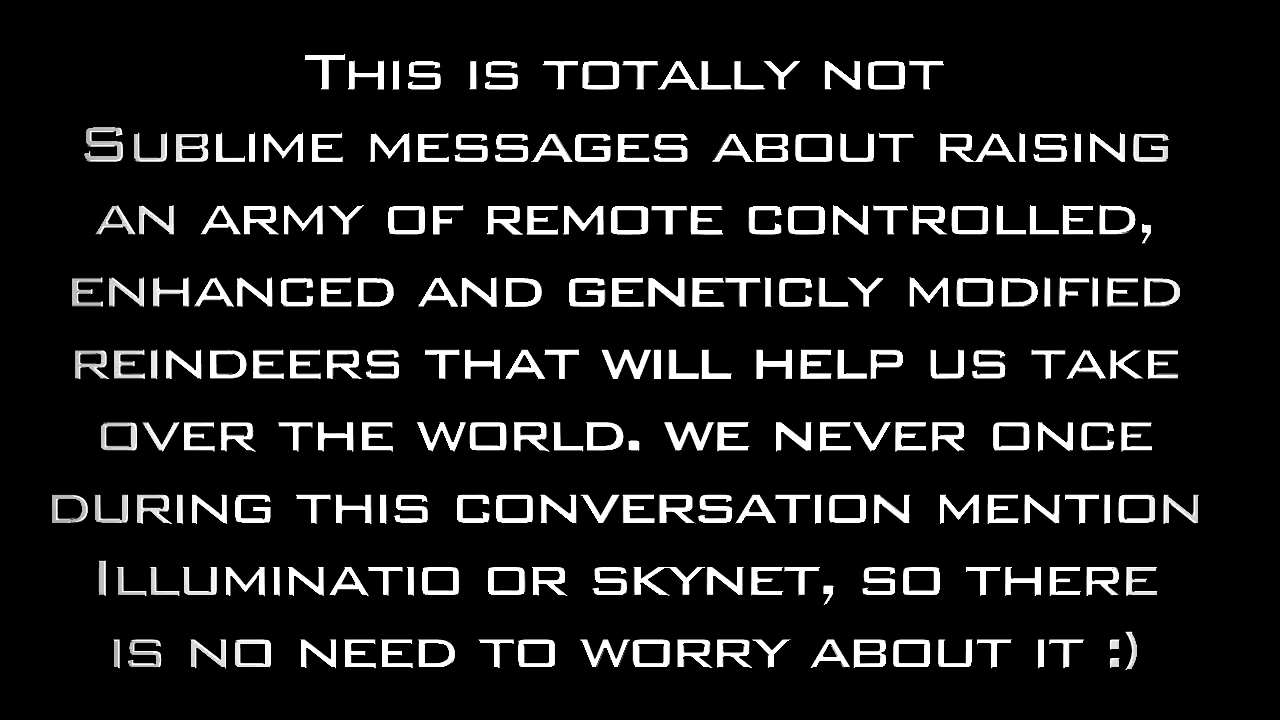 This is totally not
Sublime messages about raising
an army of remote controlled,
enhanced and geneticly modified
reindeers that will help us take
over the world. we never once
during this conversation mention
Illuminatio or skynet, so there
is no need to worry about it :)